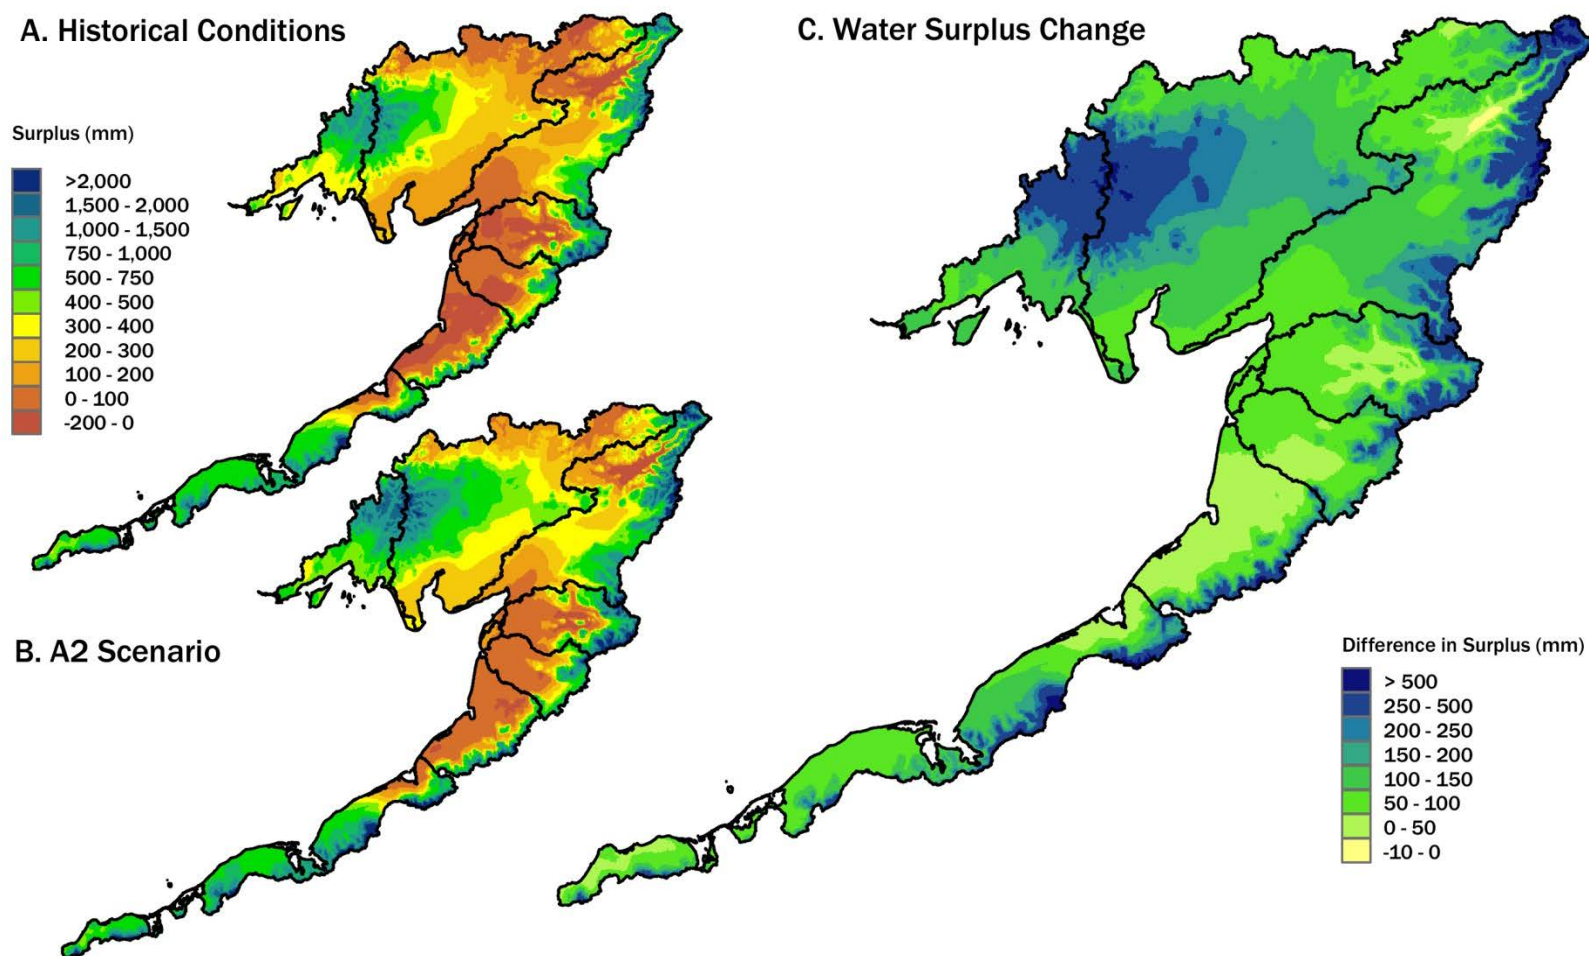 A. Historical Conditions
Surplus (mm)
>2,000
1,500 - 2,000
1,000 - 1,500
750 - 1,000
500 - 750
400 - 500
300 - 400
200 - 300
100 - 200
0 - 100
-200 - 0
B. A2 Scenario
C. Water Surplus Change
Difference in Surplus (mm)
> 500
250 - 500
200 - 250
150 - 200
100 - 150
50 - 100
0 - 50
-10 - 0